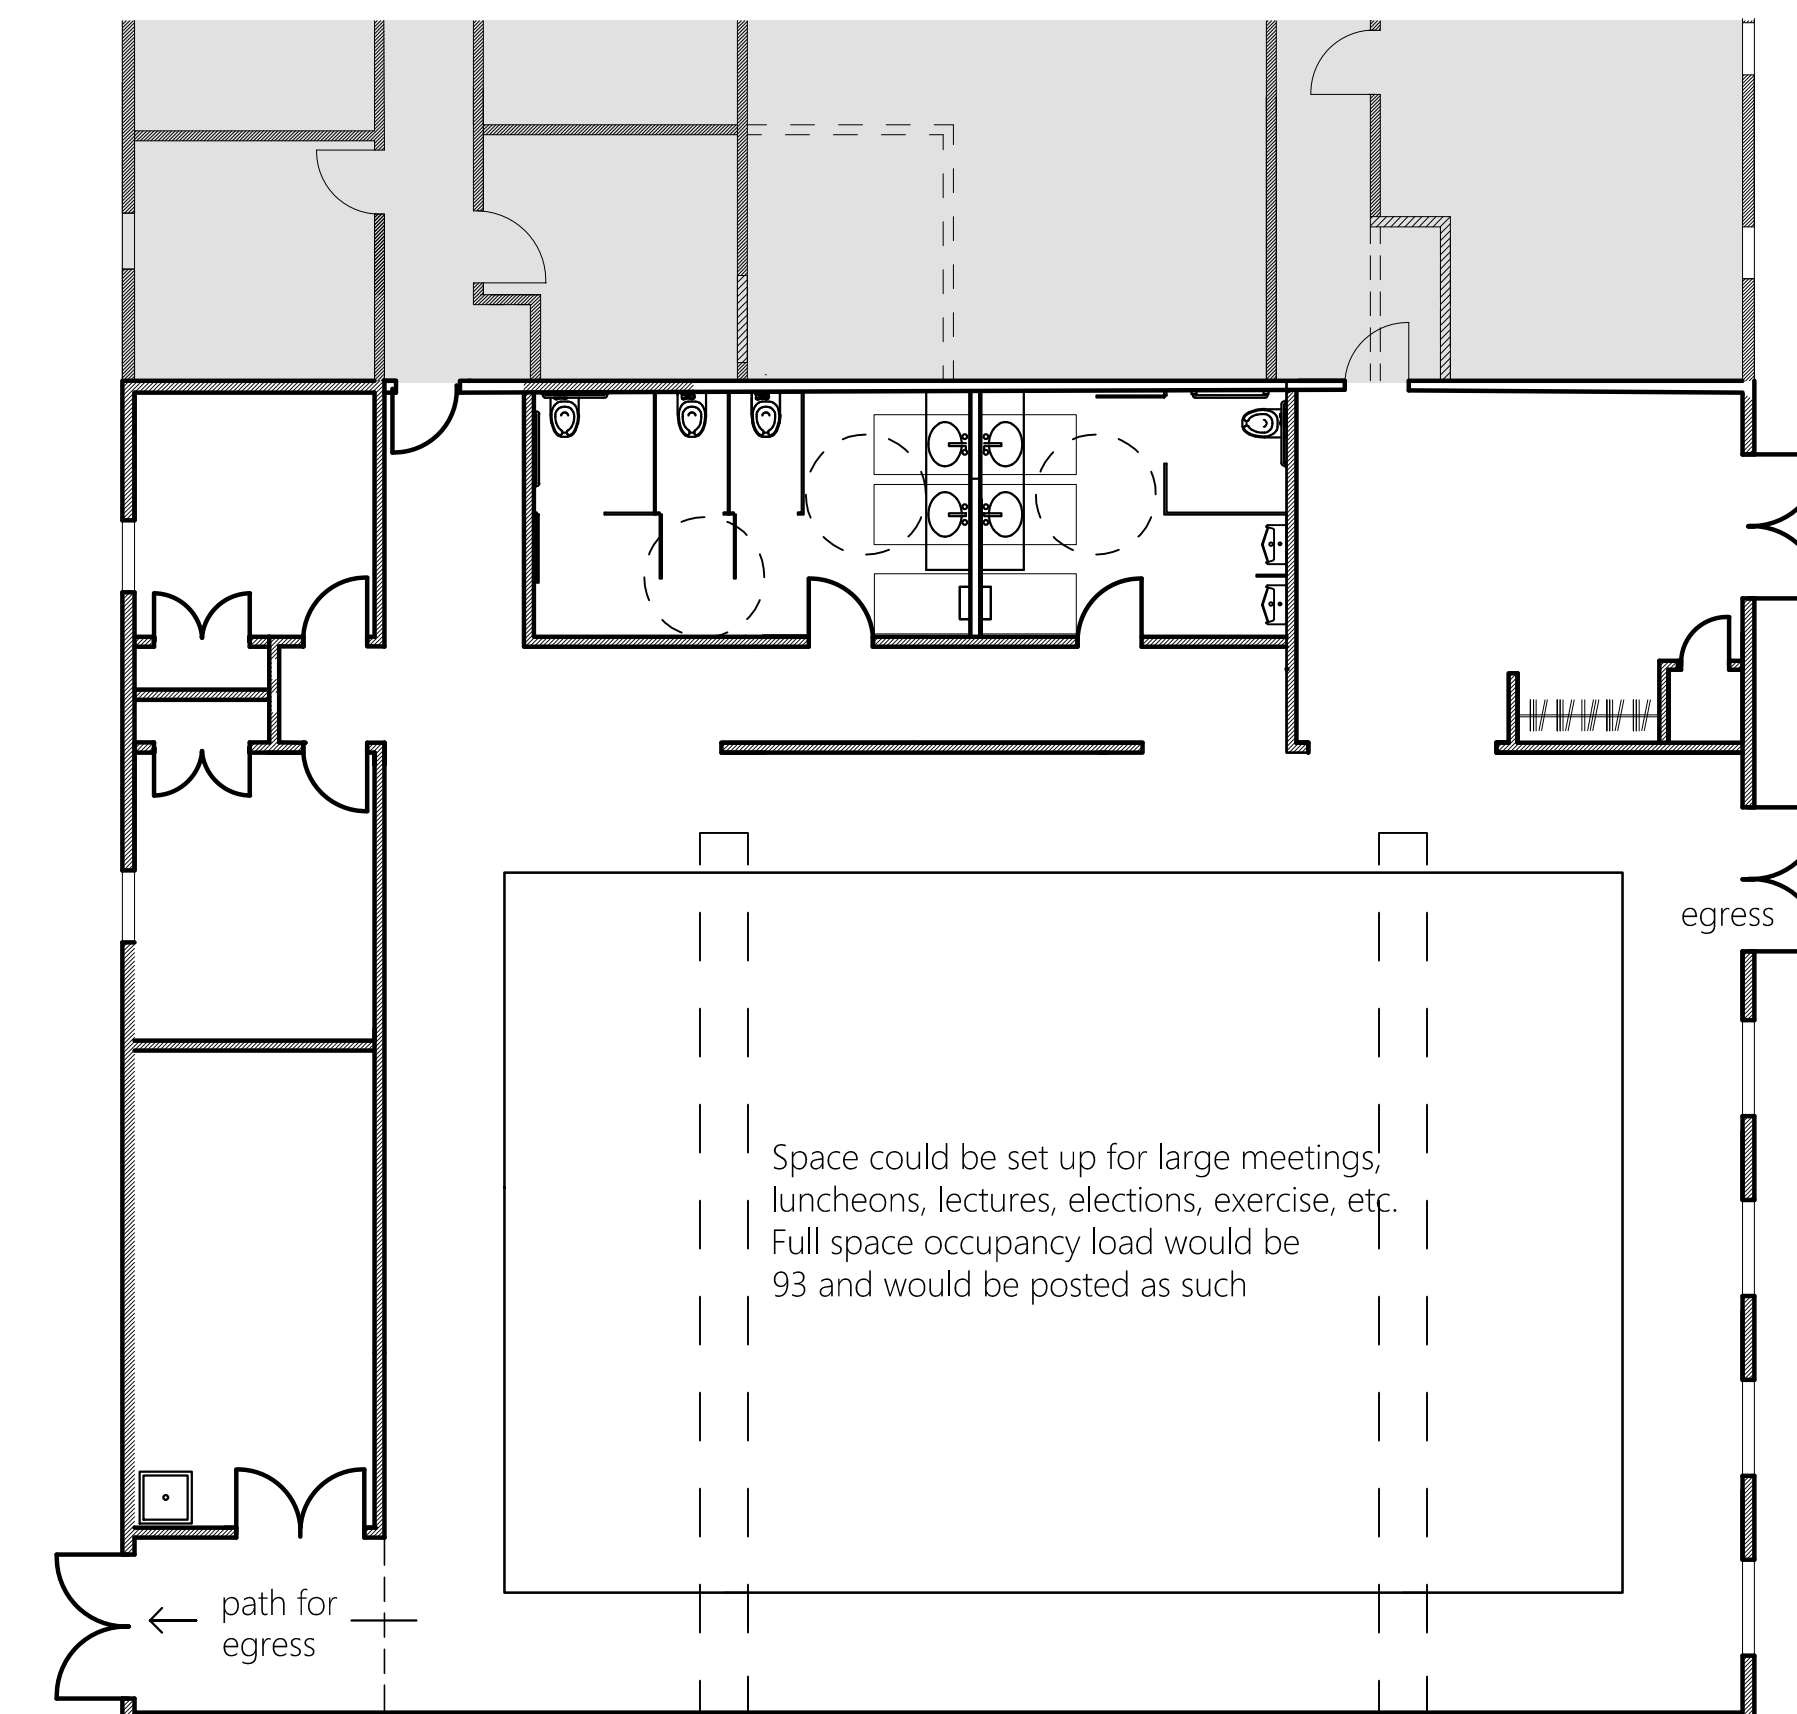 egress
Space could be set up for large meetings,
luncheons, lectures, elections, exercise, etc.
Full space occupancy load would be
93 and would be posted as such
path for
egress